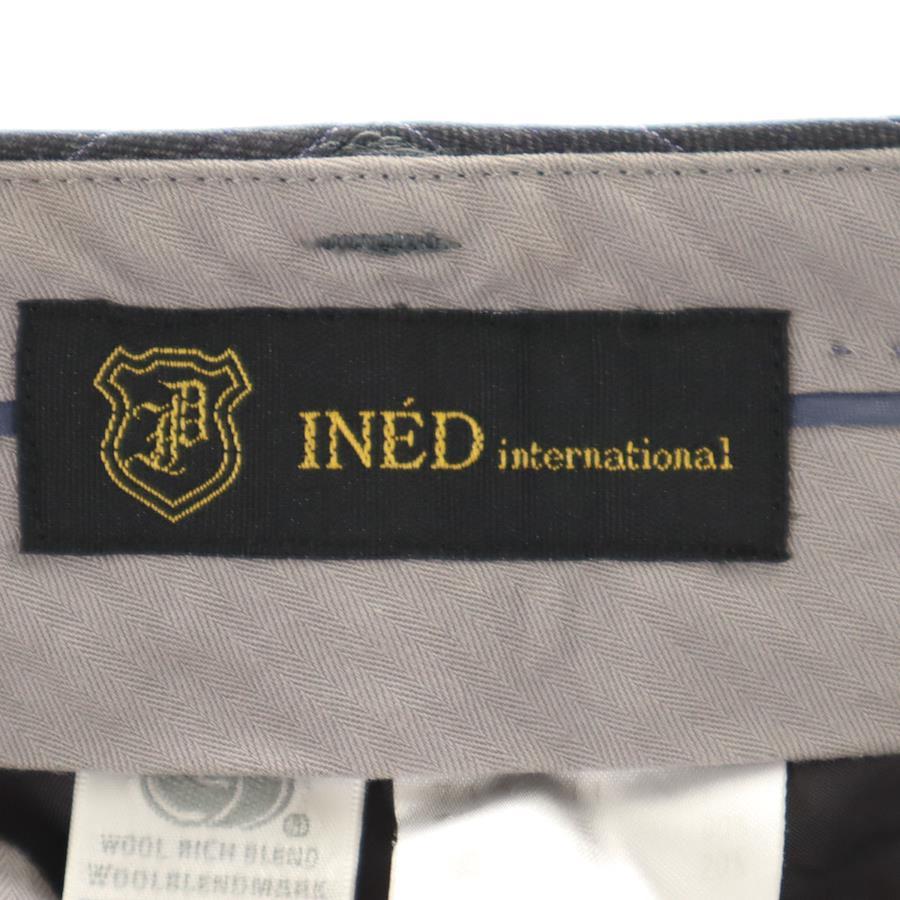 INÉD international
WOOL RICH BLEND
WOOLBLENDMARK